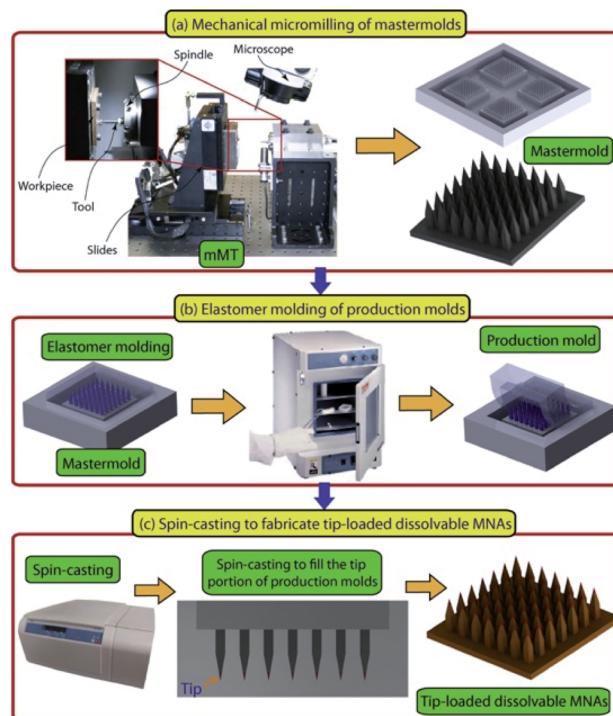 (a) Mechanical micromilling of mastermolds
Microscope
Spindle
Workpiece
Tool
Slides
mMT
Mastermold
(b) Elastomer molding of production molds
Elastomer molding
Production mold
Mastermold
(c) Spin-casting to fabricate tip-loaded dissolvable MNAs
Spin-casting
Spin-casting to fill the tip
portion of production molds
Tip
Tip-loaded dissolvable MNAs